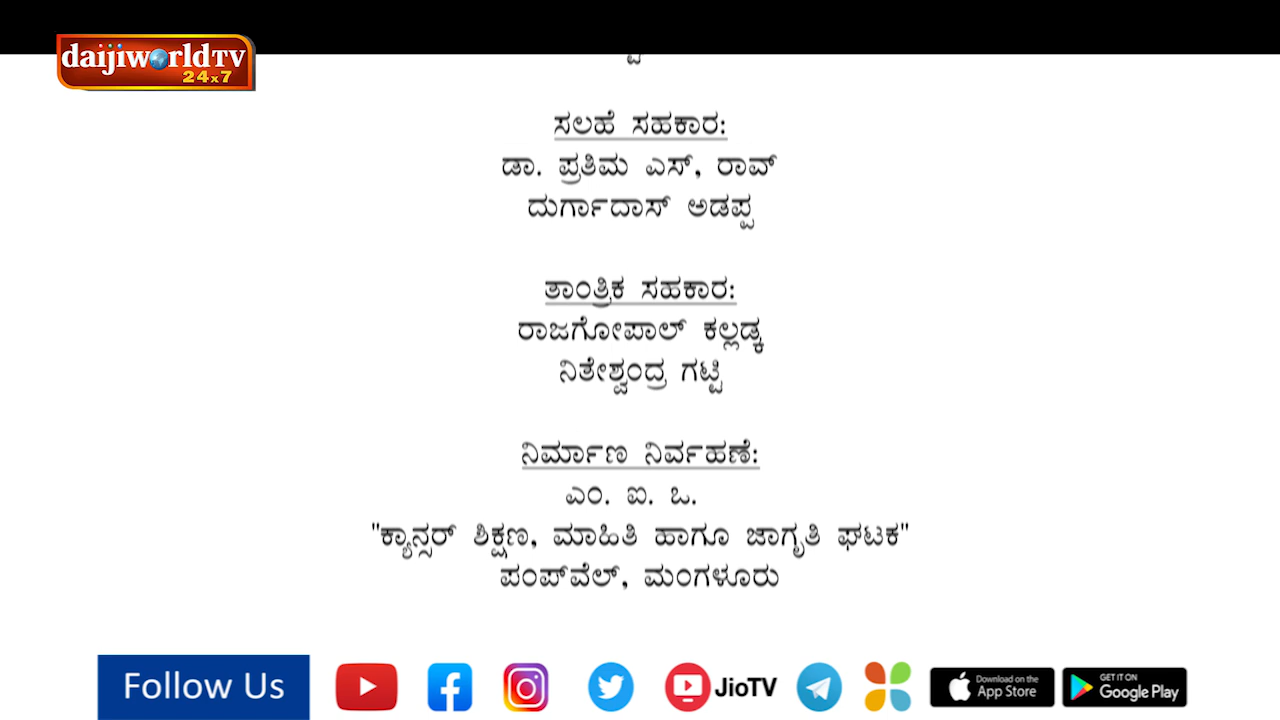 daijiworldTV
24x7
ಸಲಹೆ ಸಹಕಾರ:
ಡಾ. ಪ್ರತಿಮ ಎಸ್, ರಾವ್
ದುರ್ಗಾದಾಸ್ ಅಡಪ್ಪ
ತಾಂತ್ರಿಕ ಸಹಕಾರ:
ರಾಜಗೋಪಾಲ್ ಕಲ್ಲಡ್ಕ
ನಿತೇಶ್ವಂದ್ರ ಗಟ್ಟಿ
ನಿರ್ಮಾಣ ನಿರ್ವಹಣೆ:
ಎಂ. ಐ. ಒ.
"ಕ್ಯಾನ್ಸರ್ ಶಿಕ್ಷಣ, ಮಾಹಿತಿ ಹಾಗೂ ಜಾಗೃತಿ ಘಟಕ"
ಪಂಪ್‌ವೆಲ್, ಮಂಗಳೂರು
Follow Us JioTV Download on the App Store GET IT ON Google Play